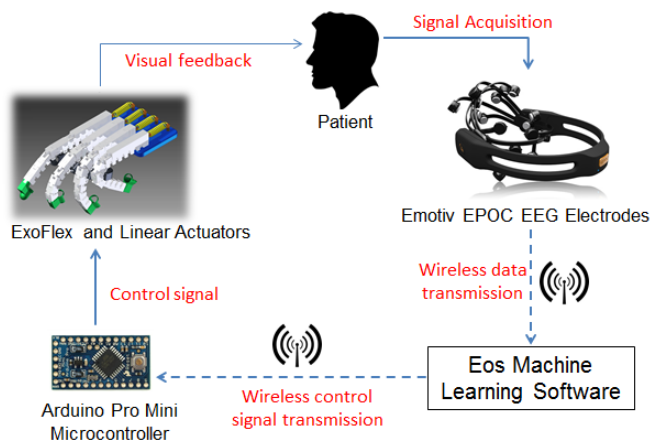 Signal Acquisition
Visual feedback
Patient
ExoFlex and Linear Actuators
Emotiv EPOC EEG Electrodes
Wireless data
transmission
Control signal
Eos Machine
Learning Software
Wireless control
signal transmission
Arduino Pro Mini
Microcontroller